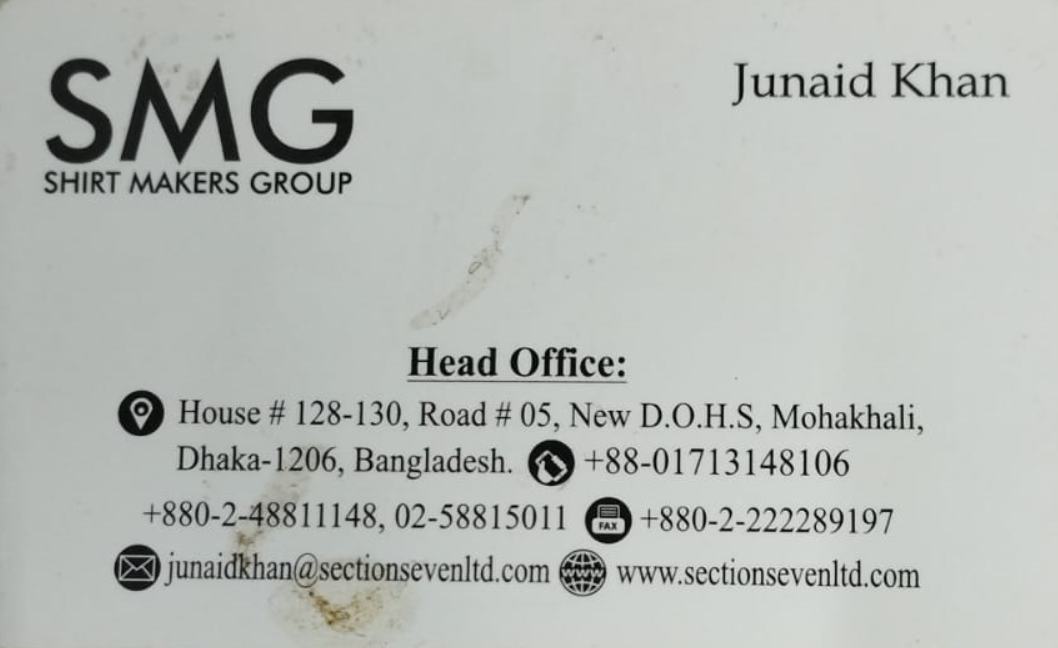 SMG
SHIRT MAKERS GROUP
Junaid Khan
Head Office:
House # 128-130, Road # 05, New D.O.H.S, Mohakhali,
Dhaka-1206, Bangladesh. +88-01713148106
+880-2-48811148, 02-58815011 FAX +880-2-222289197
junaidkhan@sectionsevenltd.com www www.sectionsevenltd.com